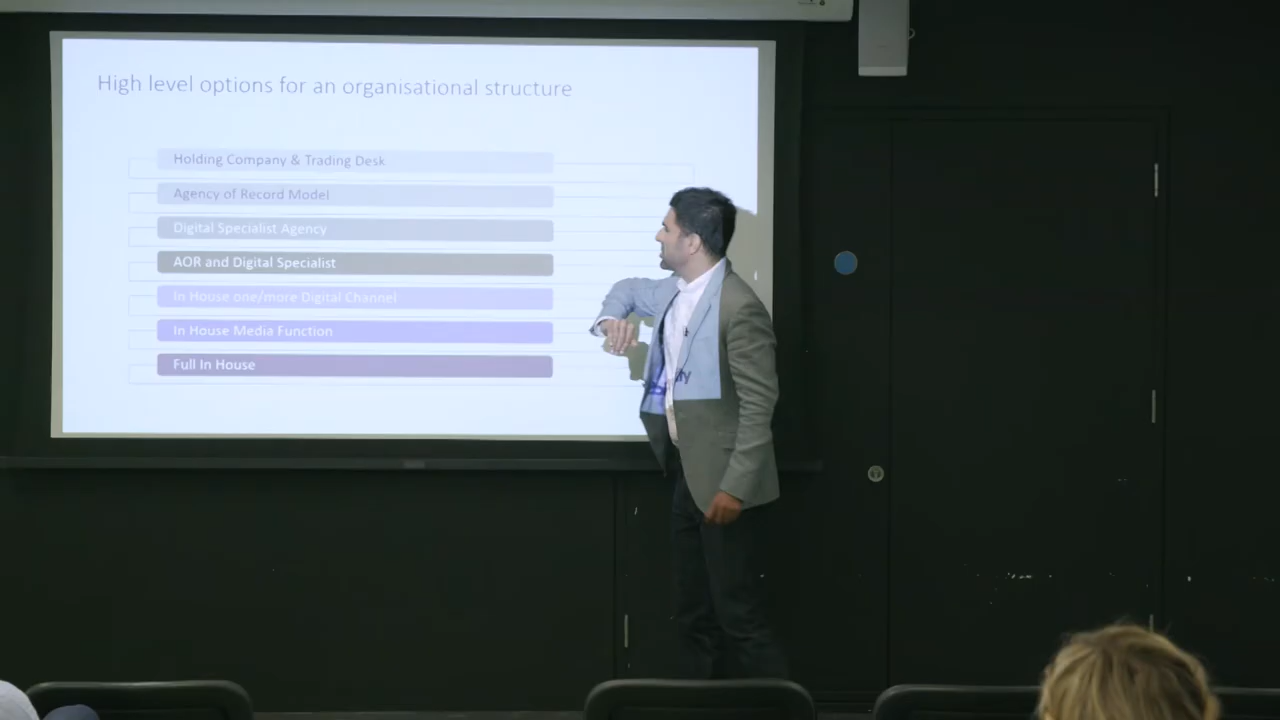 High level options for an organisational structure
Holding Company & Trading Desk
Agency of Record Model
Digital Specialist Agency
AOR and Digital Specialist
In House one/more Digital Channel
In House Media Function
Full In House